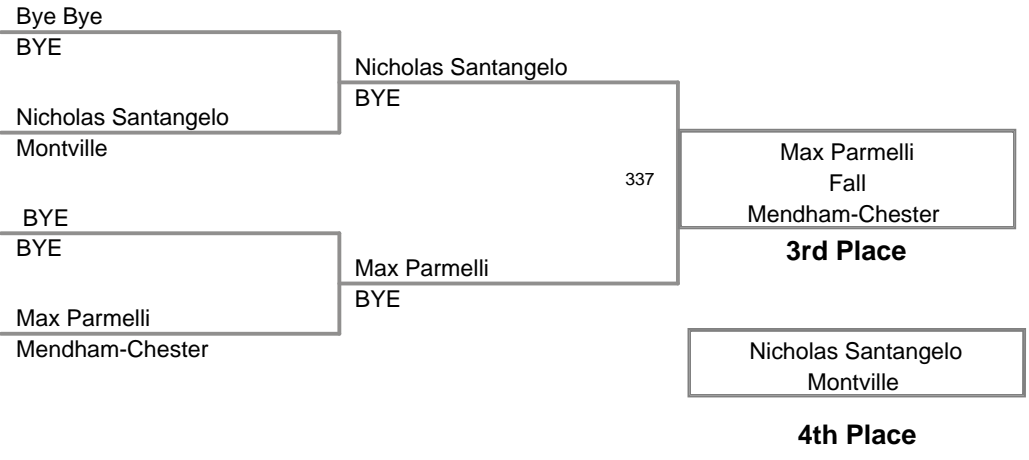 Bye Bye
BYE
Nicholas Santangelo
BYE
Nicholas Santangelo
Montville
Max Parmelli
Fall
Mendham-Chester
337
BYE
BYE
3rd Place
Max Parmelli
BYE
Max Parmelli
Mendham-Chester
Nicholas Santangelo
Montville
4th Place